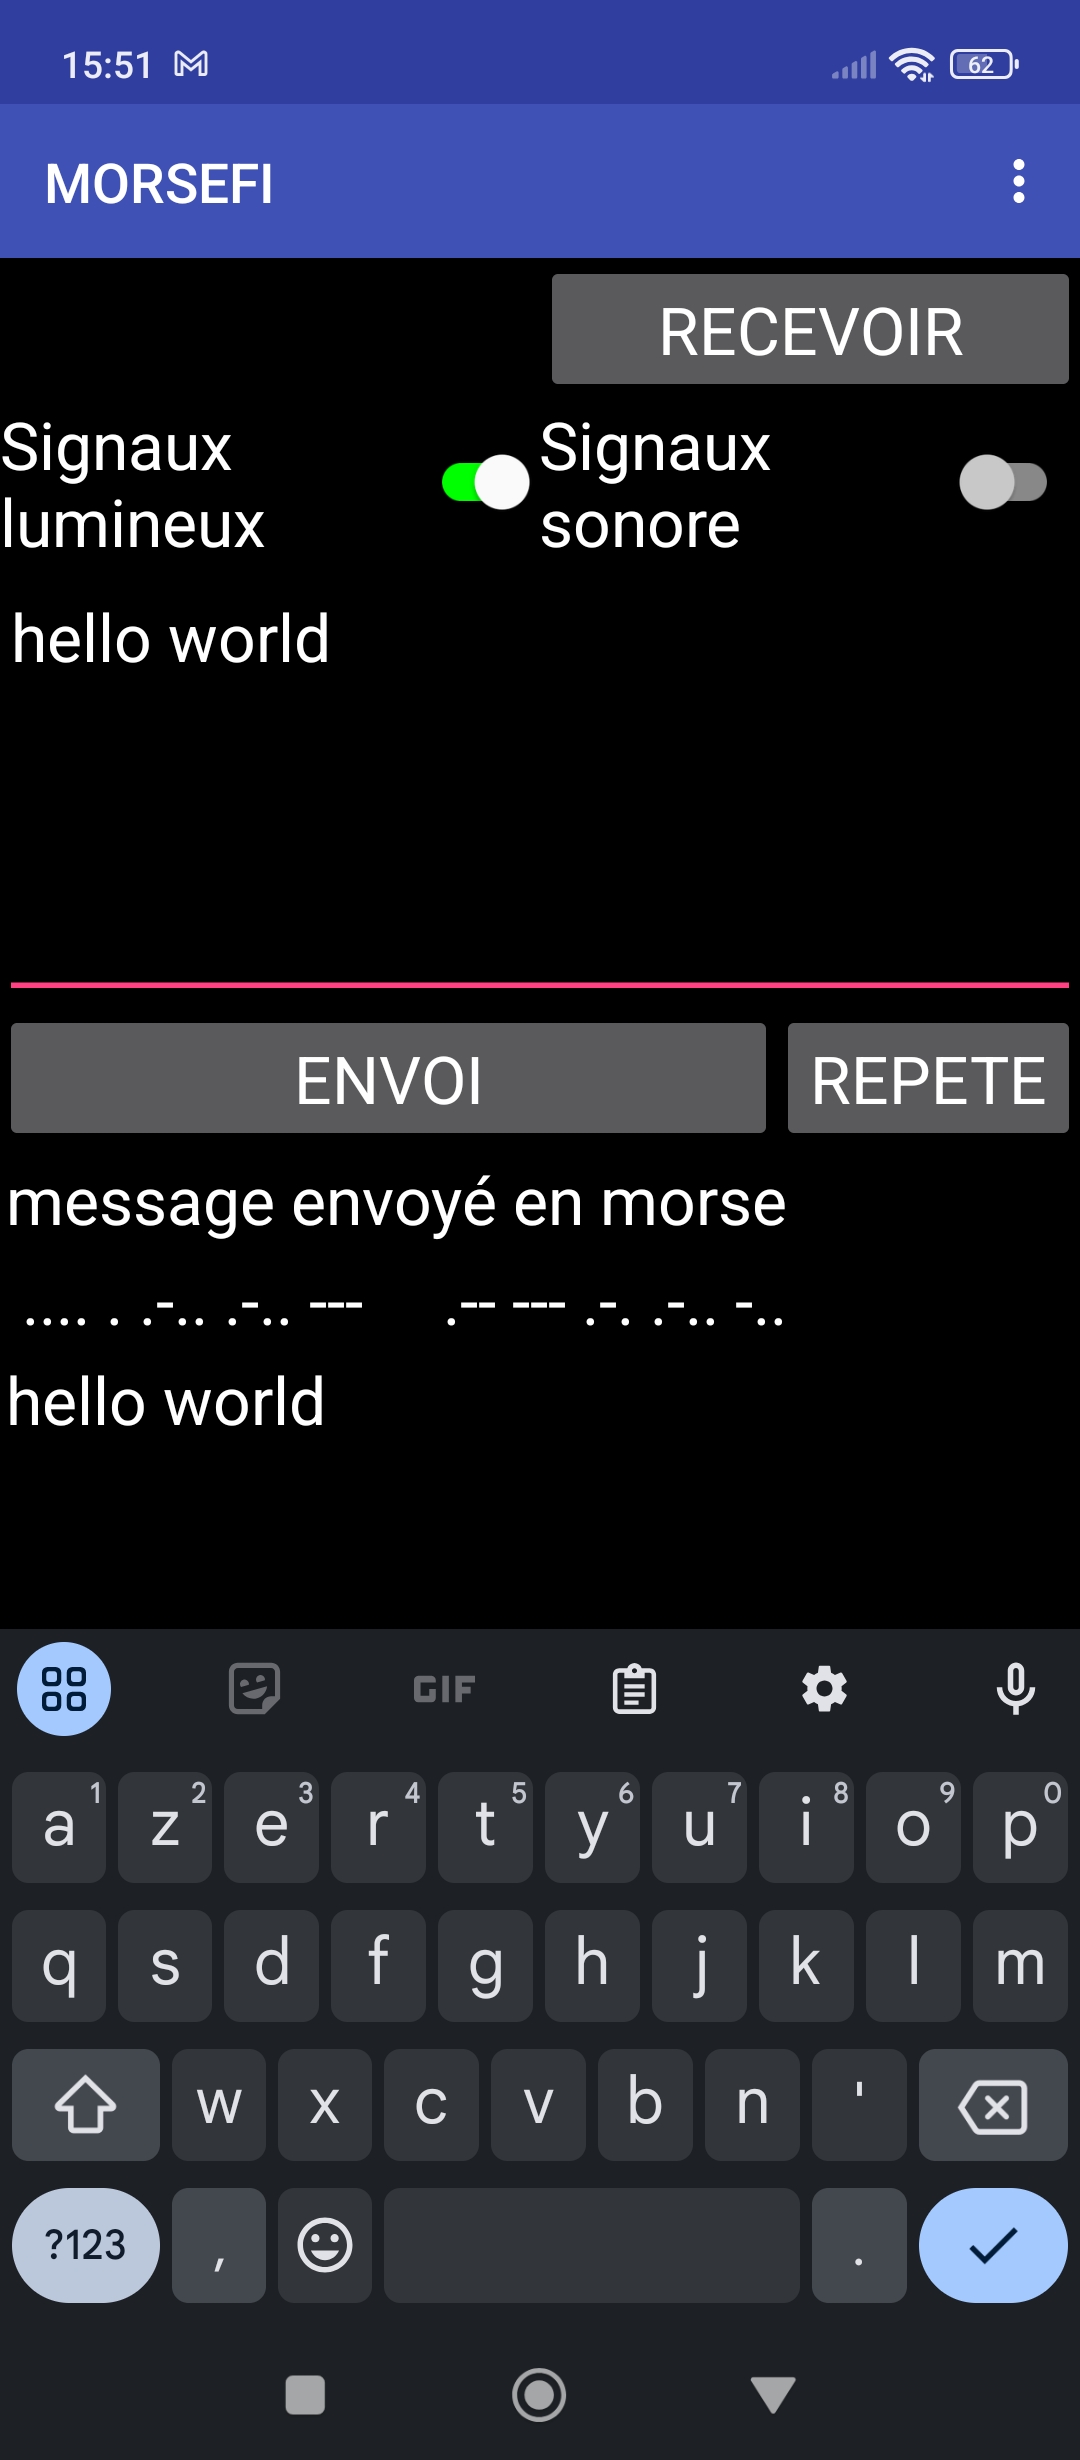 15:51 62
MORSEFI
RECEVOIR
Signaux lumineux
Signaux sonore
hello world
ENVOI REPETE
message envoyé en morse
.... . .-.. .-.. --- .-- --- .-. .-.. -..
hello world
GIF
a 1 z 2 e 3 r 4 t 5 y 6 u 7 i 8 o 9 p 0
q s d f g h j k l m
w x c v b n '
?123 , .